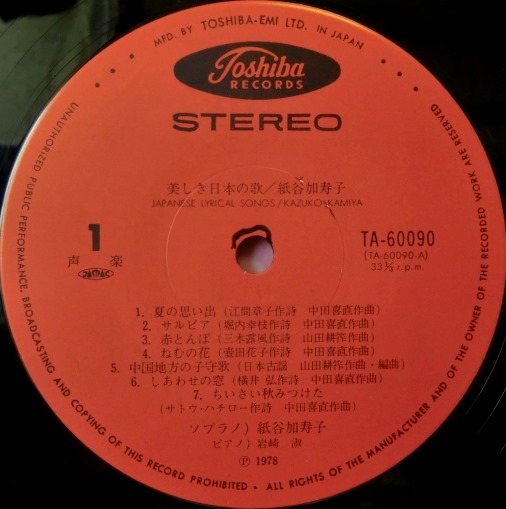 MFD. BY TOSHIBA-EMI LTD. IN JAPAN
Toshiba
RECORDS
STEREO
美しき日本の歌/紙谷加寿子
JAPANESE LYRICAL SONGS/KAZUKO KAMIYA
1
声 楽
TA-60090
(TA-60090-A)
33⅓ r.p.m.
1. 夏の思い出 (江間章子作詩 中田喜直作曲)
2. サルビア (堀内幸枝作詩 中田喜直作曲)
3. 赤とんぼ (三木露風作詩 山田耕筰作曲)
4. ねむの花 (壺田花子作詩 中田喜直作曲)
5. 中国地方の子守歌 (日本古謡 山田耕筰作曲・編曲)
6. しあわせの窓 (横井 弘作詩 中田喜直作曲)
7. ちいさい秋みつけた
(サトウ・ハチロー作詩 中田喜直作曲)
ソプラノ) 紙谷加寿子
ピアノ) 岩崎 淑
Ⓟ 1978
UNAUTHORIZED PUBLIC PERFORMANCE, BROADCASTING AND COPYING OF THIS RECORD PROHIBITED • ALL RIGHTS OF THE MANUFACTURER AND OF THE OWNER OF THE RECORDED WORK ARE RESERVED